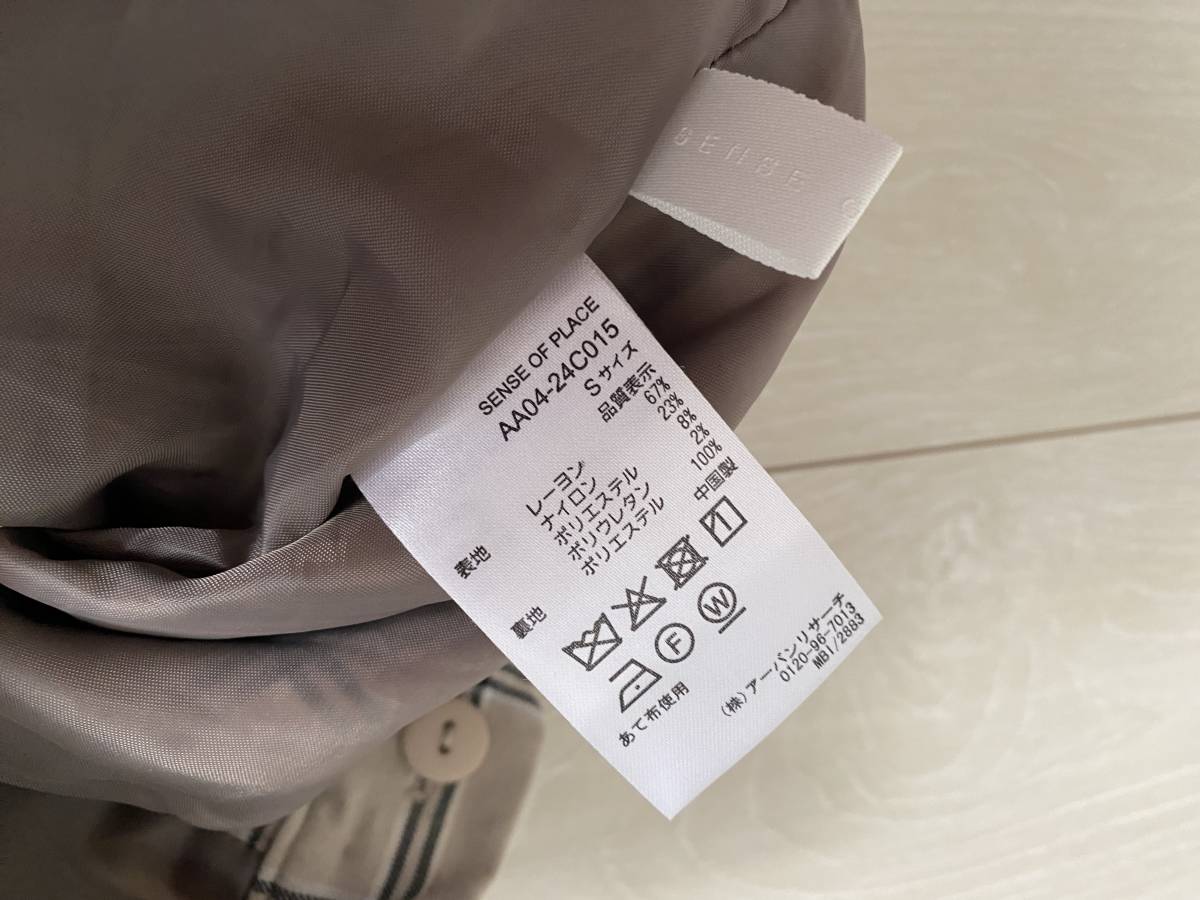 SENSE
SENSE OF PLACE
AA04-24C015
Sサイズ
品質表示
表地 レーヨン 67%
ナイロン 23%
ポリエステル 8%
ポリウレタン 2%
裏地 ポリエステル 100%
中国製
1
F W
あて布使用
(株)アーバンリサーチ
0120-96-7013
MBI/2883